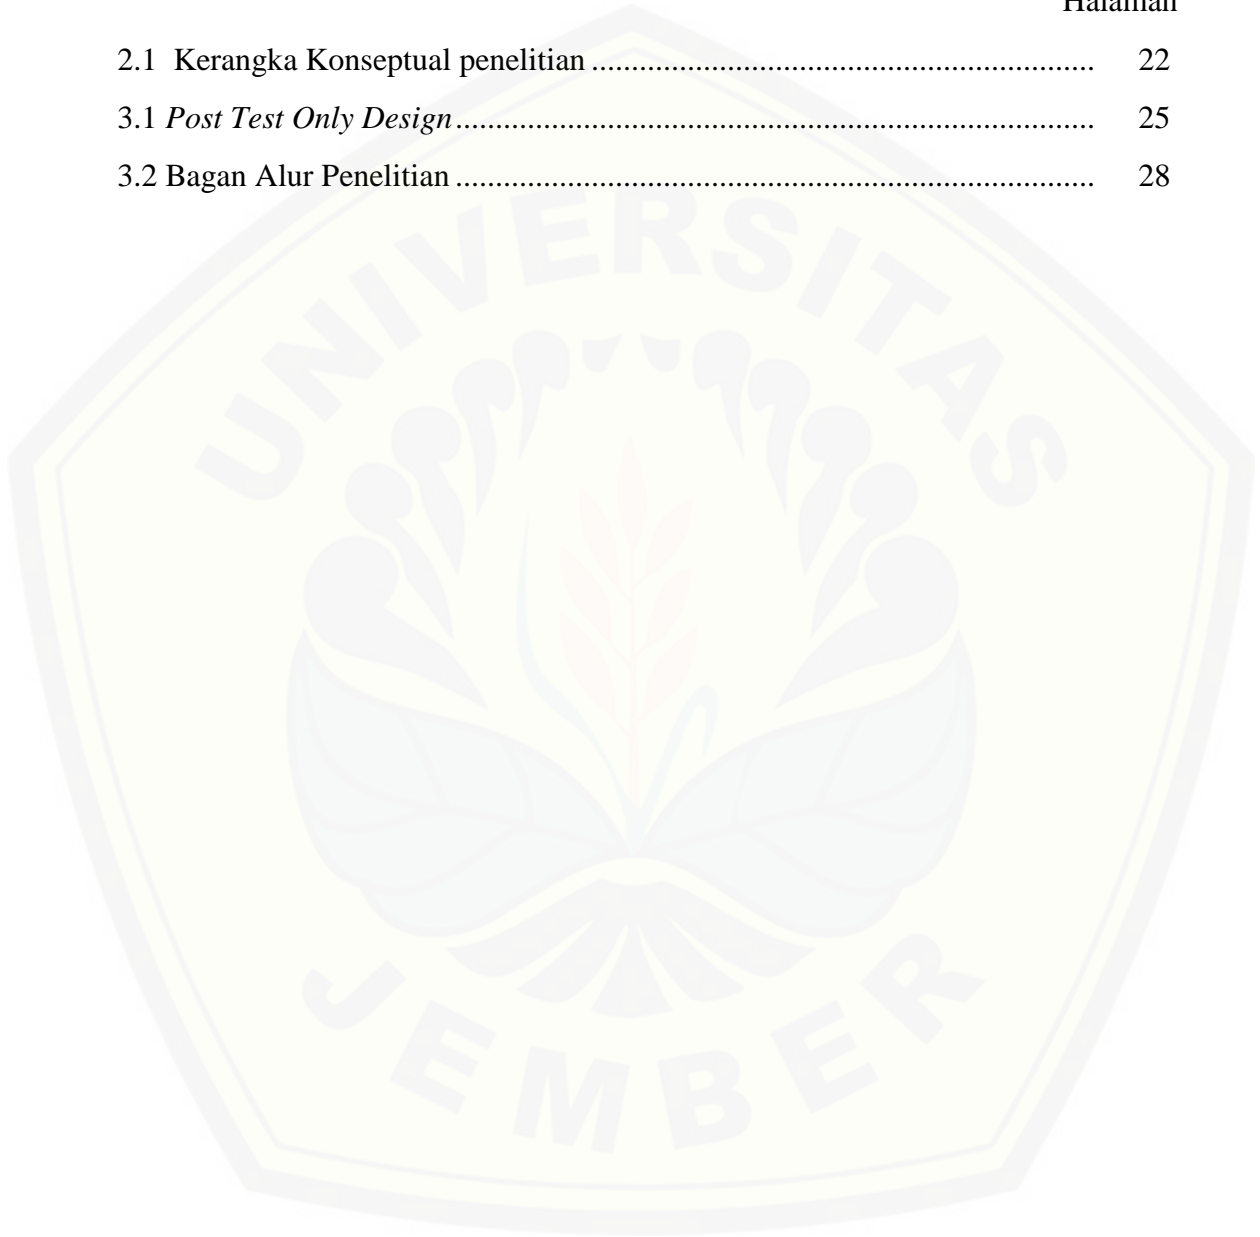 Halaman
2.1 Kerangka Konseptual penelitian ............................................................... 22
3.1 Post Test Only Design ................................................................................ 25
3.2 Bagan Alur Penelitian ................................................................................ 28
UNIVERSITAS
JEMBER